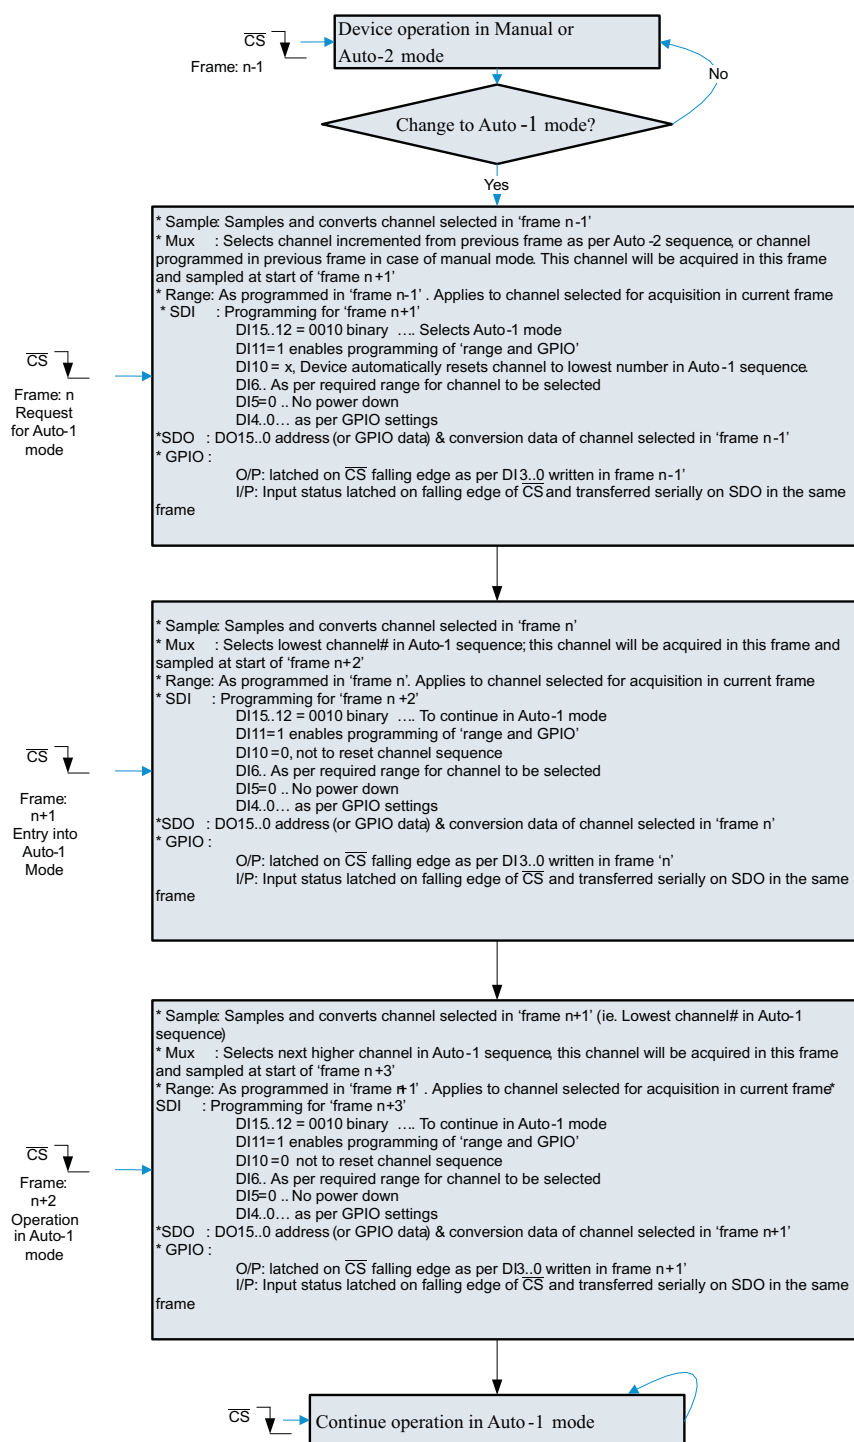 Device operation in Manual or
Auto-2 mode
CS
Frame: n-1
No
Change to Auto -1 mode?
Yes
* Sample: Samples and converts channel selected in ‘frame n-1’
* Mux : Selects channel incremented from previous frame as per Auto -2 sequence, or channel
programmed in previous frame in case of manual mode. This channel will be acquired in this frame
and sampled at start of ‘frame n+1’
* Range: As programmed in ‘frame n-1’ . Applies to channel selected for acquisition in current frame
* SDI : Programming for ‘frame n+1’
DI15..12 = 0010 binary …. Selects Auto-1 mode
DI11=1 enables programming of ‘range and GPIO’
DI10 = x, Device automatically resets channel to lowest number in Auto-1 sequence.
DI6.. As per required range for channel to be selected
DI5=0 .. No power down
DI4..0… as per GPIO settings
*SDO : DO15..0 address (or GPIO data) & conversion data of channel selected in ‘frame n-1’
* GPIO :
O/P: latched on CS falling edge as per DI3..0 written in frame n-1’
I/P: Input status latched on falling edge of CS and transferred serially on SDO in the same
frame
CS
Frame: n
Request
for Auto-1
mode
* Sample: Samples and converts channel selected in ‘frame n’
* Mux : Selects lowest channel# in Auto-1 sequence; this channel will be acquired in this frame and
sampled at start of ‘frame n+2’
* Range: As programmed in ‘frame n’. Applies to channel selected for acquisition in current frame
* SDI : Programming for ‘frame n +2’
DI15..12 = 0010 binary …. To continue in Auto-1 mode
DI11=1 enables programming of ‘range and GPIO’
DI10 =0, not to reset channel sequence
DI6.. As per required range for channel to be selected
DI5=0 .. No power down
DI4..0… as per GPIO settings
*SDO : DO15..0 address (or GPIO data) & conversion data of channel selected in ‘frame n’
* GPIO :
O/P: latched on CS falling edge as per DI3..0 written in frame ‘n’
I/P: Input status latched on falling edge of CS and transferred serially on SDO in the same
frame
CS
Frame:
n+1
Entry into
Auto-1
Mode
* Sample: Samples and converts channel selected in ‘frame n+1’ (ie. Lowest channel# in Auto-1
sequence)
* Mux : Selects next higher channel in Auto-1 sequence, this channel will be acquired in this frame
and sampled at start of ‘frame n+3’
* Range: As programmed in ‘frame n+1’ . Applies to channel selected for acquisition in current frame*
SDI : Programming for ‘frame n+3’
DI15..12 = 0010 binary …. To continue in Auto-1 mode
DI11=1 enables programming of ‘range and GPIO’
DI10 =0 not to reset channel sequence
DI6.. As per required range for channel to be selected
DI5=0 .. No power down
DI4..0… as per GPIO settings
*SDO : DO15..0 address (or GPIO data) & conversion data of channel selected in ‘frame n+1’
* GPIO :
O/P: latched on CS falling edge as per DI3..0 written in frame n+1’
I/P: Input status latched on falling edge of CS and transferred serially on SDO in the same
frame
CS
Frame:
n+2
Operation
in Auto-1
mode
CS
Continue operation in Auto -1 mode